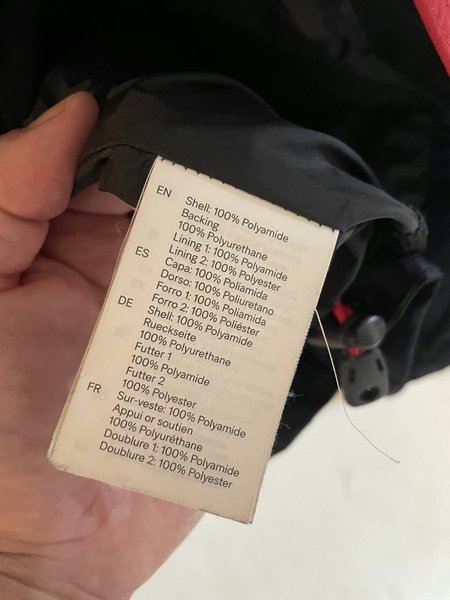 EN
Shell: 100% Polyamide
Backing
100% Polyurethane
Lining 1: 100% Polyamide
Lining 2: 100% Polyester
ES
Capa: 100% Poliamida
Dorso: 100% Poliuretano
Forro 1: 100% Poliamida
Forro 2: 100% Poliéster
DE
Shell: 100% Polyamide
Rueckseite
100% Polyurethane
Futter 1
100% Polyamide
Futter 2
100% Polyester
FR
Sur-veste: 100% Polyamide
Appui or soutien
100% Polyuréthane
Doublure 1: 100% Polyamide
Doublure 2: 100% Polyester